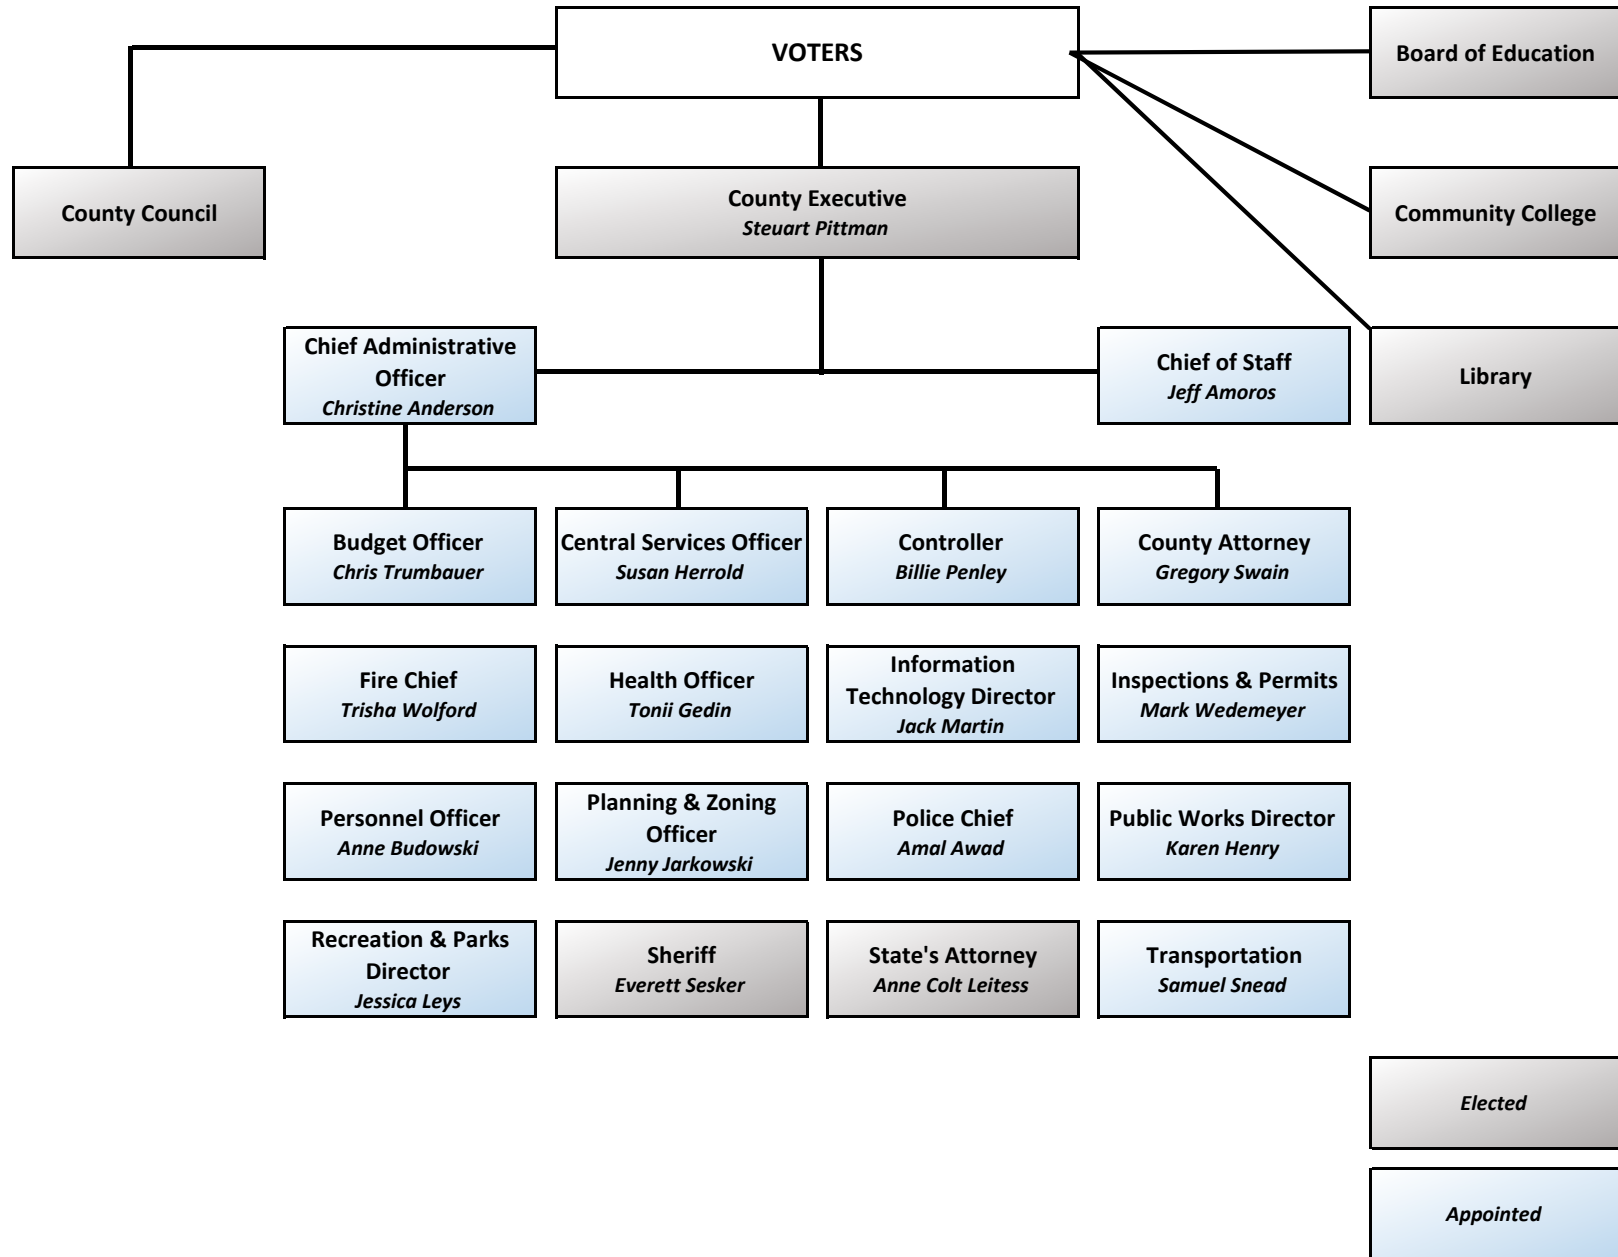 VOTERS
Board of Education
County Council
County Executive
Steuart Pittman
Community College
Chief Administrative
Officer
Christine Anderson
Chief of Staff
Jeff Amoros
Library
Budget Officer
Chris Trumbauer
Central Services Officer
Susan Herrold
Controller
Billie Penley
County Attorney
Gregory Swain
Fire Chief
Trisha Wolford
Health Officer
Tonii Gedin
Information
Technology Director
Jack Martin
Inspections & Permits
Mark Wedemeyer
Personnel Officer
Anne Budowski
Planning & Zoning
Officer
Jenny Jarkowski
Police Chief
Amal Awad
Public Works Director
Karen Henry
Recreation & Parks
Director
Jessica Leys
Sheriff
Everett Sesker
State's Attorney
Anne Colt Leitess
Transportation
Samuel Snead
Elected
Appointed